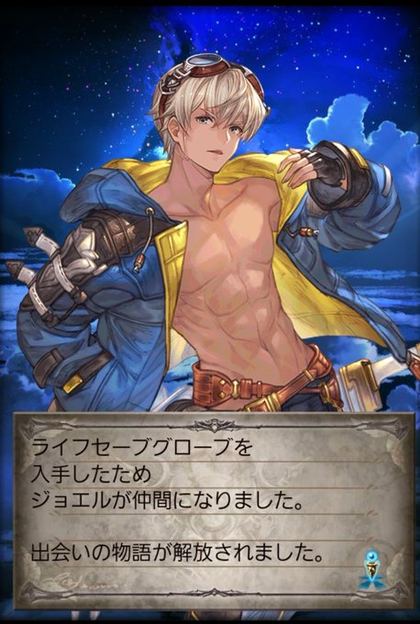 ライフセーブグローブを
入手したため
ジョエルが仲間になりました。
出会いの物語が解放されました。